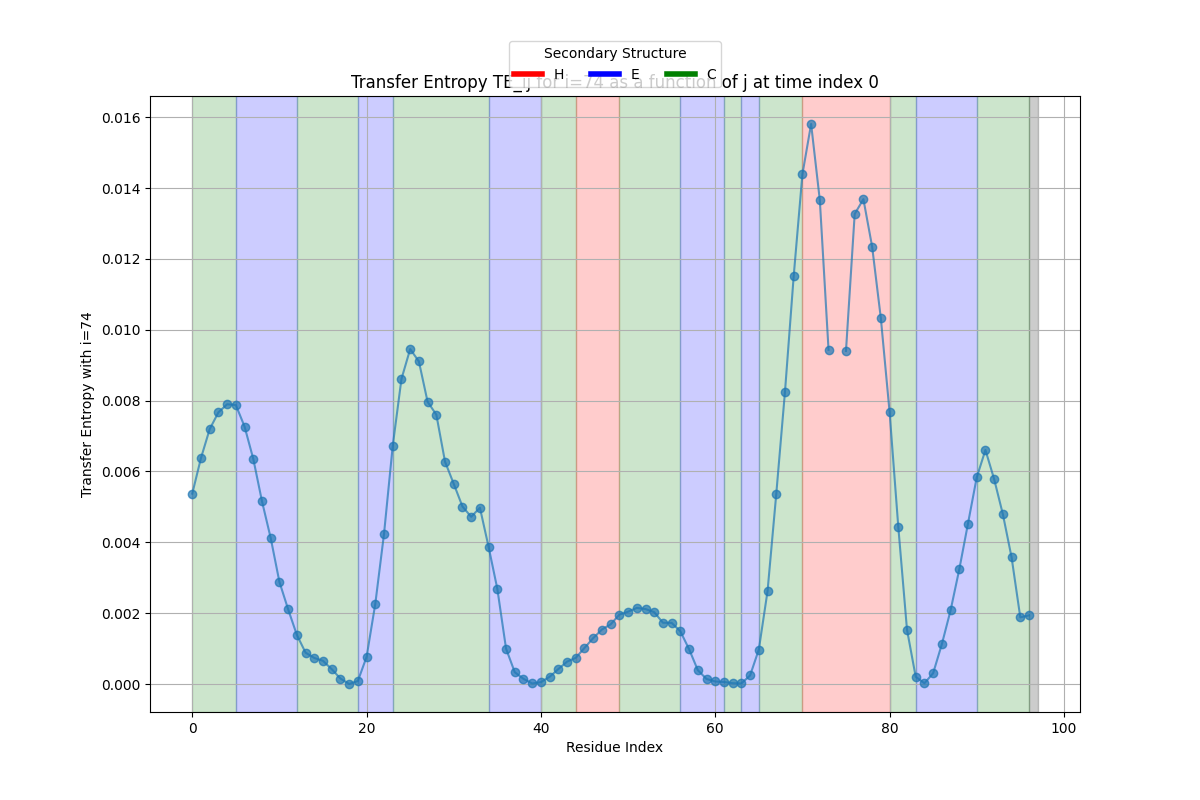 Secondary Structure
H E C
Transfer Entropy TE_ij for i=74 as a function of j at time index 0
Transfer Entropy with i=74
0.016
0.014
0.012
0.010
0.008
0.006
0.004
0.002
0.000
0 20 40 60 80 100
Residue Index